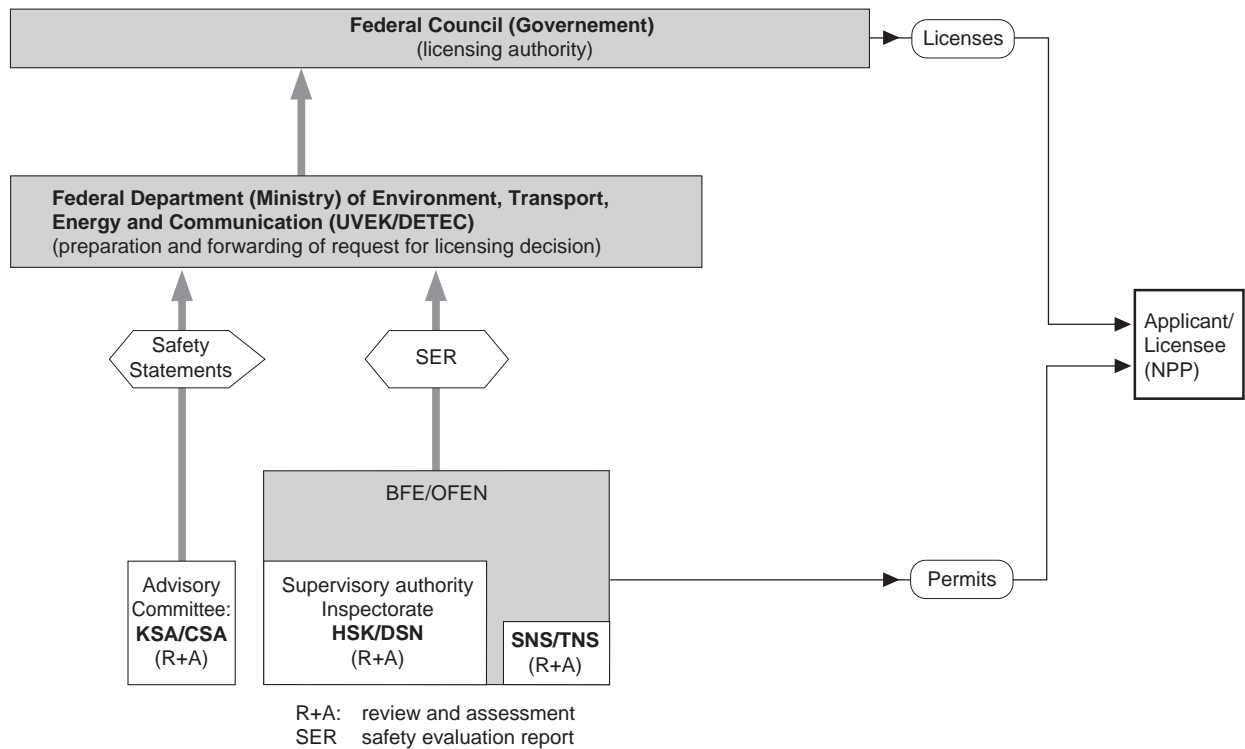 Federal Council (Governement)
(licensing authority)
Licenses
Federal Department (Ministry) of Environment, Transport,
Energy and Communication (UVEK/DETEC)
(preparation and forwarding of request for licensing decision)
Safety
Statements
SER
Applicant/
Licensee
(NPP)
BFE/OFEN
Advisory
Committee:
KSA/CSA
(R+A)
Supervisory authority
Inspectorate
HSK/DSN
(R+A)
SNS/TNS
(R+A)
Permits
R+A: review and assessment
SER safety evaluation report